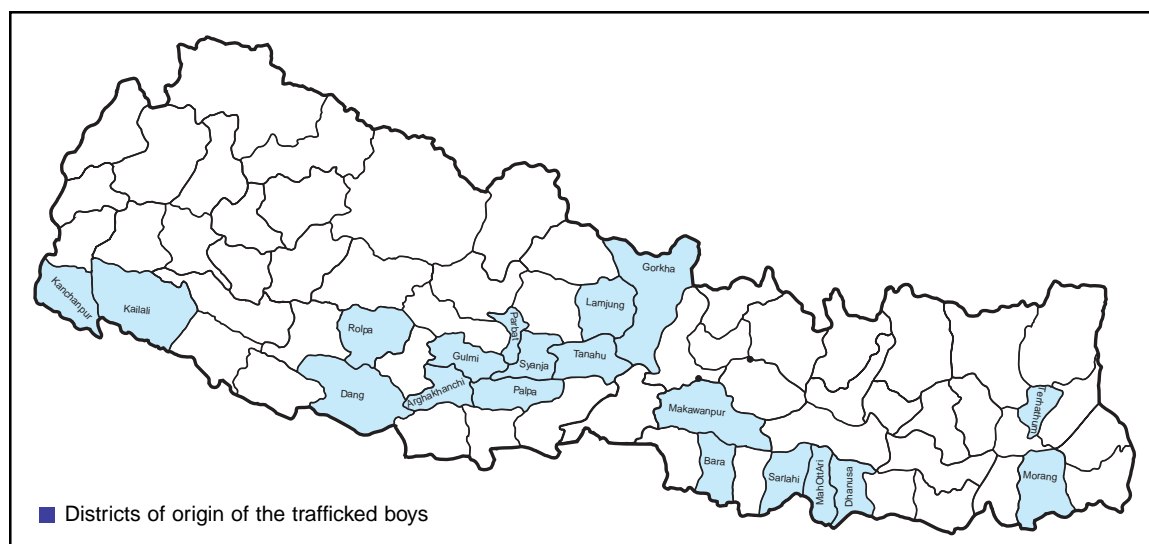 Gorkha
Kanchanpur
Kailali
Lamjung
Parbat
Rolpa
Gulmi
Syanja
Tanahu
Dang
Arghakhanchi
Palpa
Terhathum
Makawanpur
Bara
Sarlahi
MahOttAri
Dhanusa
Morang
Districts of origin of the trafficked boys